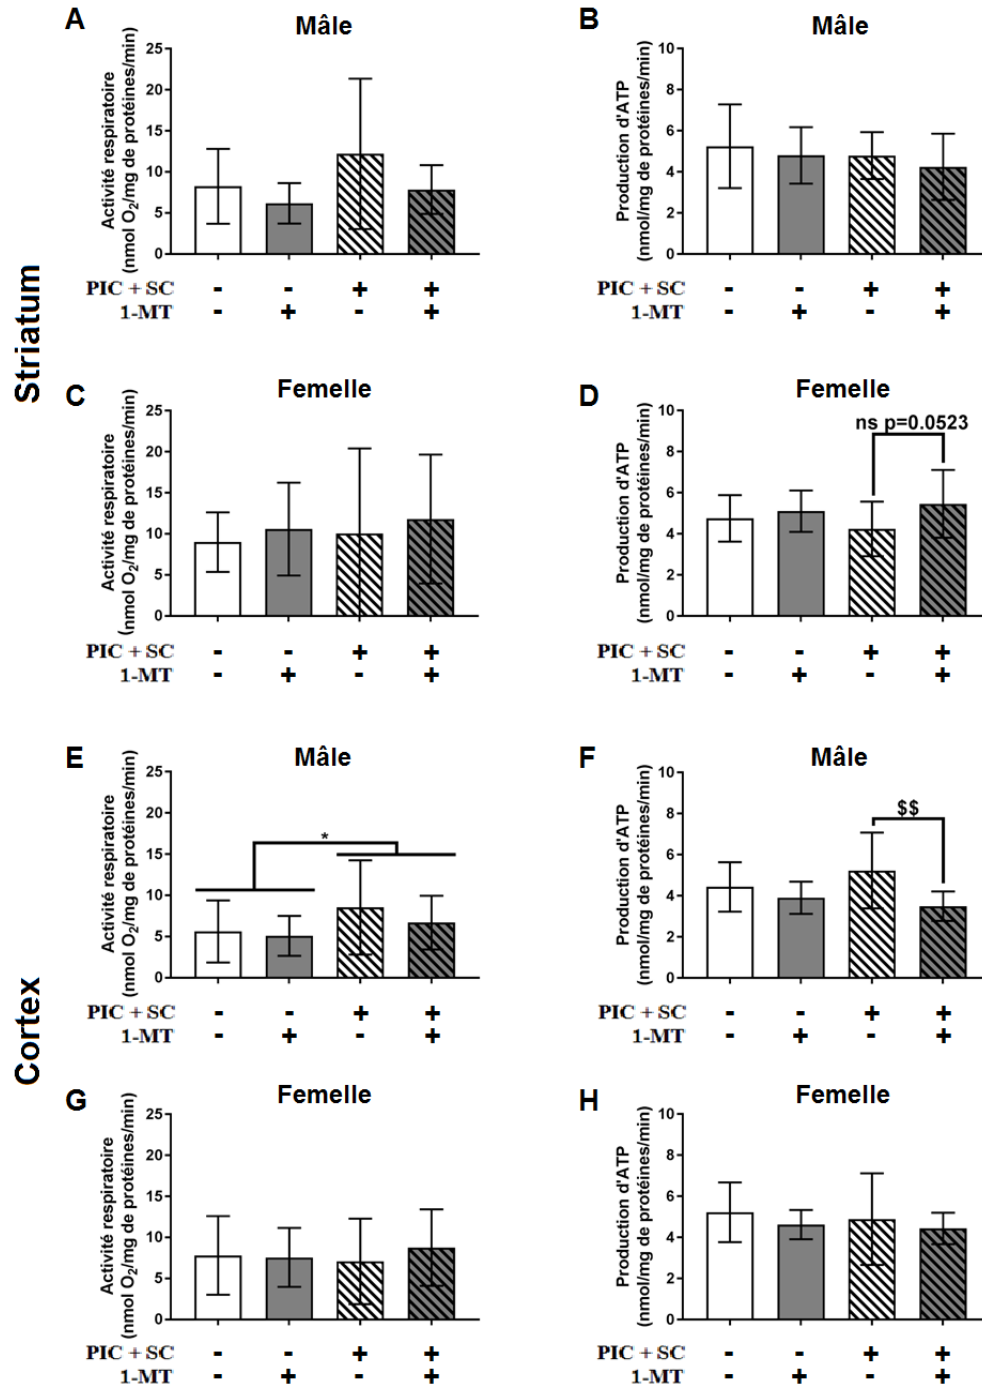 Striatum
A
Mâle
Activité respiratoire
(nmol O2/mg de protéines/min)
25
20
15
10
5
0
PIC + SC - - + +
1-MT - + - +
B
Mâle
Production d'ATP
(nmol/mg de protéines/min)
10
8
6
4
2
0
PIC + SC - - + +
1-MT - + - +
C
Femelle
Activité respiratoire
(nmol O2/mg de protéines/min)
25
20
15
10
5
0
PIC + SC - - + +
1-MT - + - +
D
Femelle
Production d'ATP
(nmol/mg de protéines/min)
10
8
6
4
2
0
ns p=0.0523
PIC + SC - - + +
1-MT - + - +
Cortex
E
Mâle
Activité respiratoire
(nmol O2/mg de protéines/min)
25
20
15
10
5
0
*
PIC + SC - - + +
1-MT - + - +
F
Mâle
Production d'ATP
(nmol/mg de protéines/min)
10
8
6
4
2
0
$$
PIC + SC - - + +
1-MT - + - +
G
Femelle
Activité respiratoire
(nmol O2/mg de protéines/min)
25
20
15
10
5
0
PIC + SC - - + +
1-MT - + - +
H
Femelle
Production d'ATP
(nmol/mg de protéines/min)
10
8
6
4
2
0
PIC + SC - - + +
1-MT - + - +